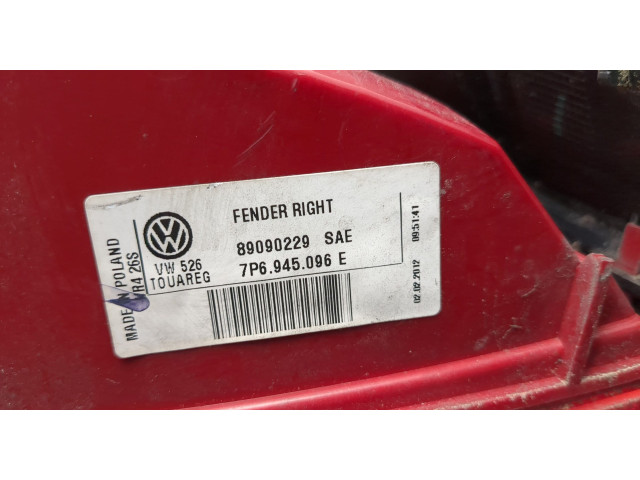 FENDER RIGHT
89090229 SAE
7P6.945.096 E
VW 526
TOUAREG
MADE IN POLAND
R4 26S
02.02.2012 09:51:41